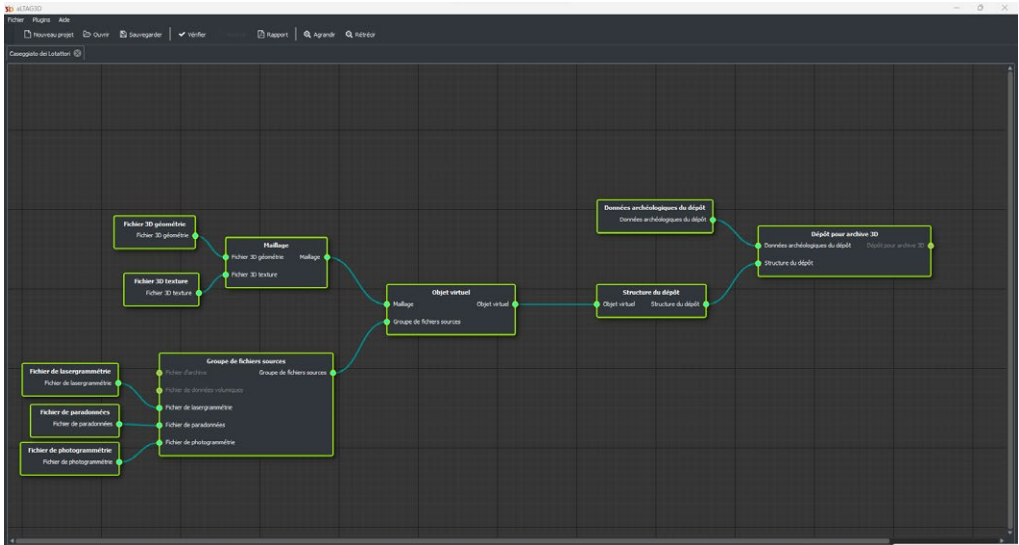 aLTAG3D
Fichier Plugins Aide
Nouveau projet Ouvrir Sauvegarder Vérifier Rapport Agrandir Rétrécir
Caseggiato dei Lotattori
Données archéologiques du dépôt
Données archéologiques du dépôt
Fichier 3D géométrie
Fichier 3D géométrie
Dépôt pour archive 3D
Données archéologiques du dépôt Dépôt pour archive 3D
Structure du dépôt
Maillage
Fichier 3D géométrie Maillage
Fichier 3D texture
Fichier 3D texture
Fichier 3D texture
Objet virtuel
Maillage Objet virtuel
Groupe de fichiers sources
Structure du dépôt
Objet virtuel Structure du dépôt
Groupe de fichiers sources
Fichier d'archive Groupe de fichiers sources
Fichier de données volumiques
Fichier de lasergrammétrie
Fichier de paradonnées
Fichier de photogrammétrie
Fichier de lasergrammétrie
Fichier de lasergrammétrie
Fichier de paradonnées
Fichier de paradonnées
Fichier de photogrammétrie
Fichier de photogrammétrie